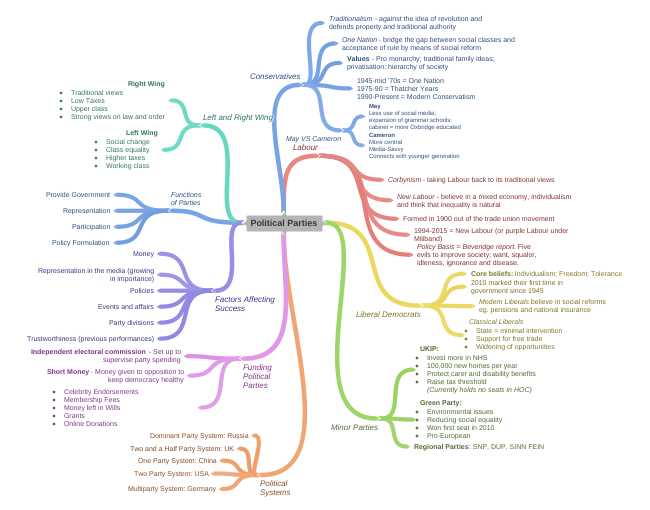 Traditionalism - against the idea of revolution and
defends property and traditional authority
One Nation - bridge the gap between social classes and
acceptance of rule by means of social reform
Values - Pro monarchy; traditional family ideas;
privatisation; hierarchy of society
Conservatives
1945-mid '70s = One Nation
1975-90 = Thatcher Years
1990-Present = Modern Conservatism
May
Less use of social media;
expansion of grammar schools;
cabinet = more Oxbridge educated
May VS Cameron
Cameron
More central
Media-Savvy
Connects with younger generation
Right Wing
Traditional views
Low Taxes
Upper class
Strong views on law and order
Left and Right Wing
Left Wing
Social change
Class equality
Higher taxes
Working class
Labour
Corbynism - taking Labour back to its traditional views
New Labour - believe in a mixed economy, individualism
and think that inequality is natural
Formed in 1900 out of the trade union movement
1994-2015 = New Labour (or purple Labour under
Miliband)
Policy Basis = Beveridge report. Five
evils to improve society; want, squalor,
idleness, ignorance and disease.
Provide Government
Representation
Participation
Policy Formulation
Functions
of Parties
Political Parties
Money
Representation in the media (growing
in importance)
Policies
Events and affairs
Party divisions
Trustworthiness (previous performances)
Factors Affecting
Success
Core beliefs: Individualism; Freedom; Tolerance
2010 marked their first time in
government since 1945
Modern Liberals believe in social reforms
eg. pensions and national insurance
Liberal Democrats
Classical Liberals
State = minimal intervention
Support for free trade
Widening of opportunities
Independent electoral commission - Set up to
supervise party spending
Short Money - Money given to opposition to
keep democracy healthy
Celebrity Endorsements
Membership Fees
Money left in Wills
Grants
Online Donations
Funding
Political
Parties
UKIP:
Invest more in NHS
100,000 new homes per year
Protect carer and disability benefits
Raise tax threshold
(Currently holds no seats in HOC)
Green Party:
Environmental issues
Reducing social equality
Won first seat in 2010
Pro-European
Minor Parties
Regional Parties: SNP, DUP, SINN FEIN
Dominant Party System: Russia
Two and a Half Party System: UK
One Party System: China
Two Party System: USA
Multiparty System: Germany
Political
Systems